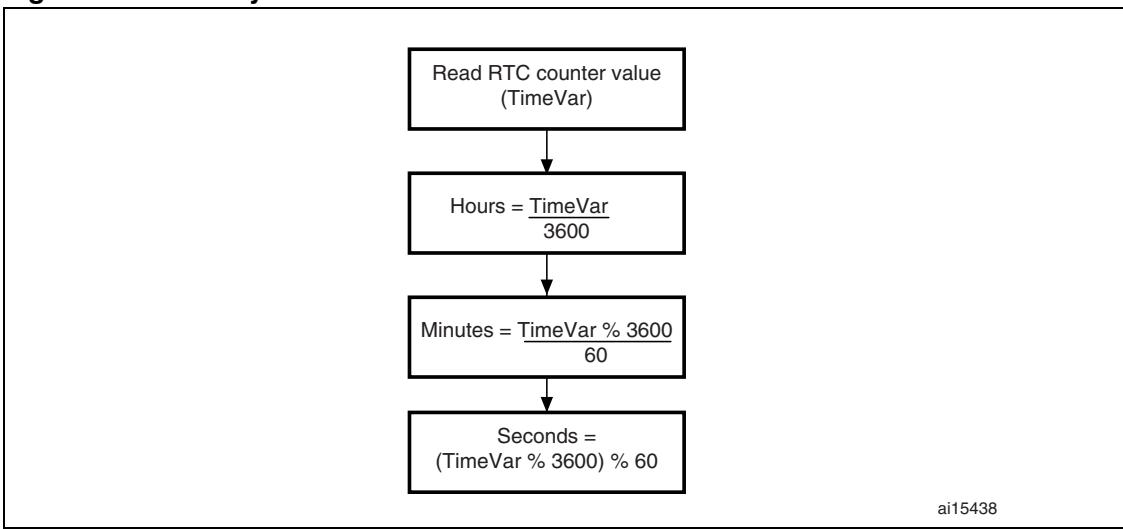 Read RTC counter value
(TimeVar)
Hours = TimeVar
3600
Minutes = TimeVar % 3600
60
Seconds =
(TimeVar % 3600) % 60
ai15438